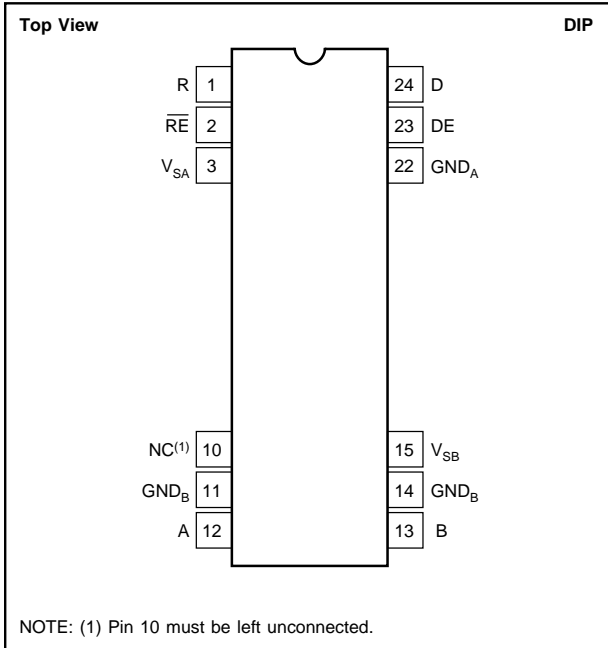 Top View DIP
R 1 24 D
RE 2 23 DE
VSA 3 22 GNDA
NC(1) 10 15 VSB
GNDB 11 14 GNDB
A 12 13 B
NOTE: (1) Pin 10 must be left unconnected.